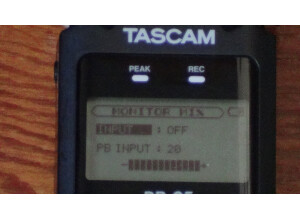 TASCAM
PEAK REC
MONITOR MIX
INPUT : OFF
PB INPUT : 20